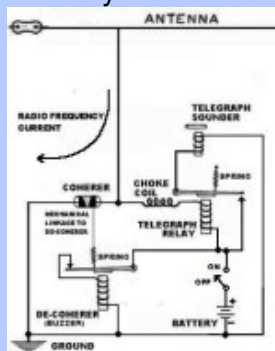 ANTENNA
TELEGRAPH
SOUNDER
RADIO FREQUENCY
CURRENT
SPRING
COHERER
CHOKE
COIL
MECHANICAL
LINKAGE TO
DE-COHERER
TELEGRAPH
RELAY
SPRING
ON
OFF
DE-COHERER
(BUZZER)
+
-
BATTERY
GROUND